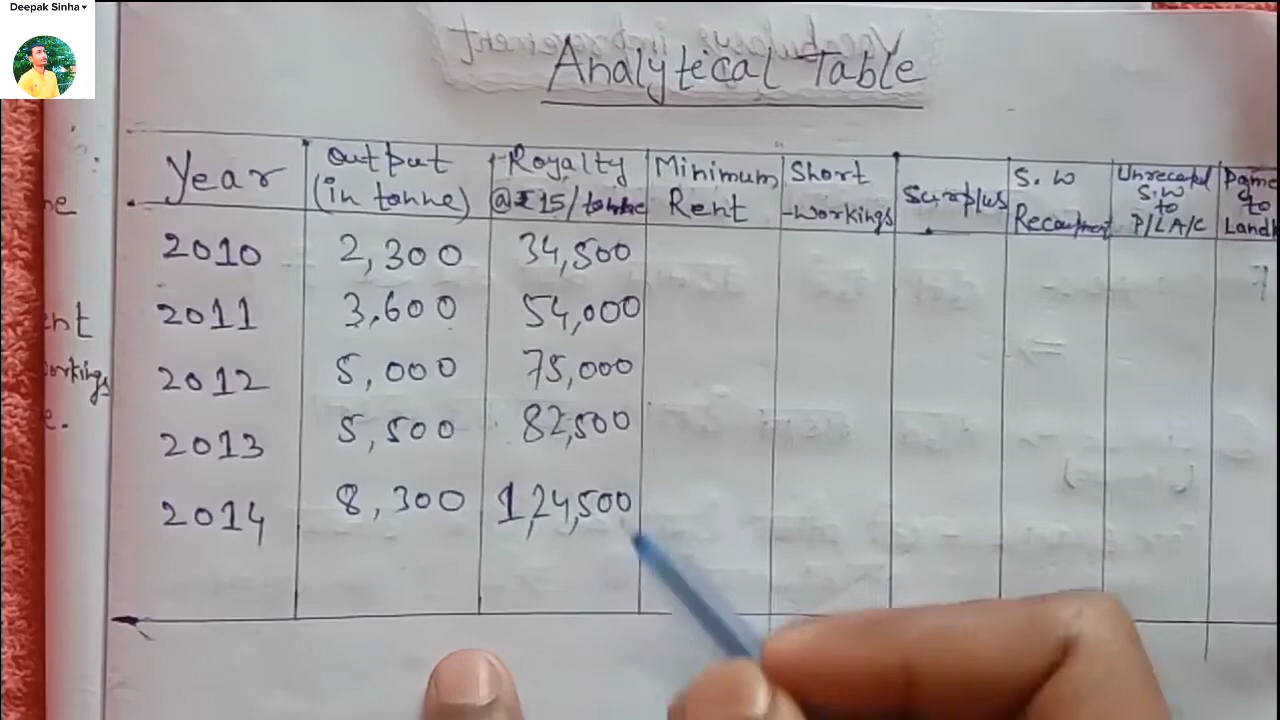 Deepak Sinha
Analytical Table
Year
Output
(in tonne)
Royalty
@ ₹15/tonne
Minimum
Rent
Short
-workings
Surplus
S.W
Recoupment
S.W
to
P/L A/C
to
2010 2,300 34,500
2011 3,600 54,000
2012 5,000 75,000
2013 5,500 82,500
2014 8,300 1,24,500